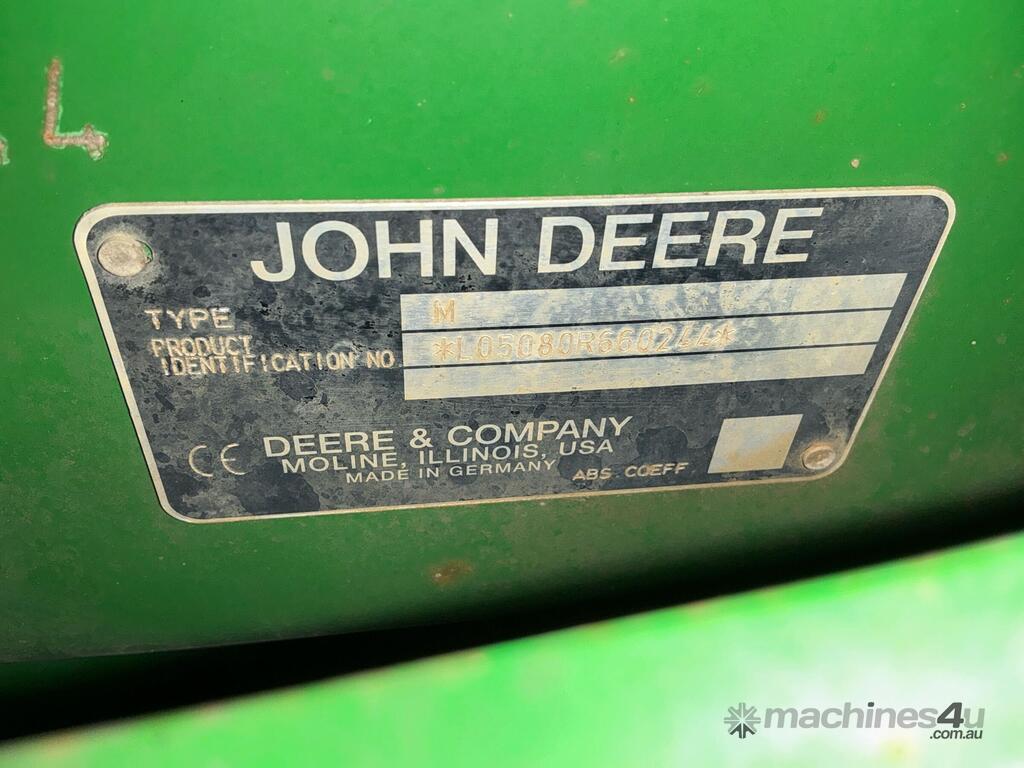 4
JOHN DEERE
TYPE M
PRODUCT IDENTIFICATION NO. *L05080R660244*
DEERE & COMPANY
MOLINE, ILLINOIS, USA
MADE IN GERMANY
CE
ABS. COEFF
machines4u
.com.au